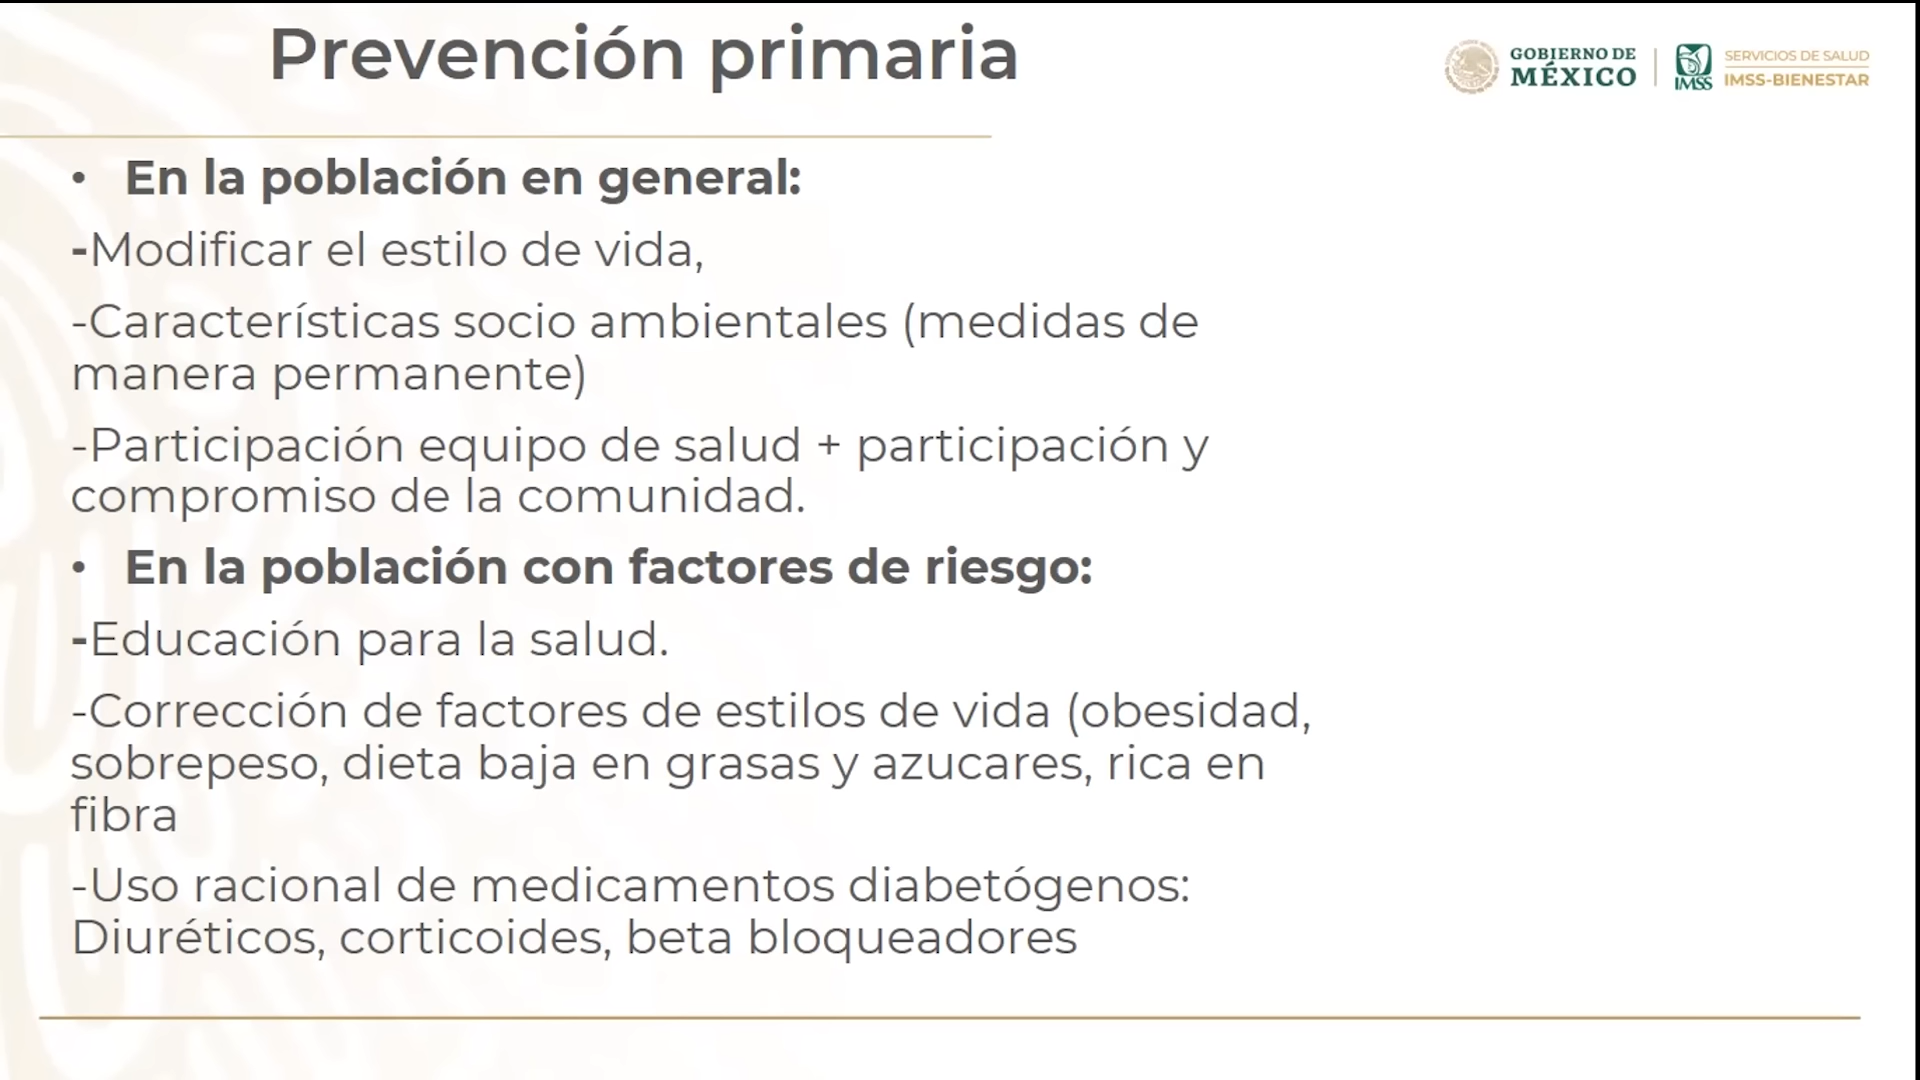 Prevención primaria
GOBIERNO DE
MÉXICO
IMSS
SERVICIOS DE SALUD
IMSS-BIENESTAR
• En la población en general:
-Modificar el estilo de vida,
-Características socio ambientales (medidas de
manera permanente)
-Participación equipo de salud + participación y
compromiso de la comunidad.
• En la población con factores de riesgo:
-Educación para la salud.
-Corrección de factores de estilos de vida (obesidad,
sobrepeso, dieta baja en grasas y azucares, rica en
fibra
-Uso racional de medicamentos diabetógenos:
Diuréticos, corticoides, beta bloqueadores